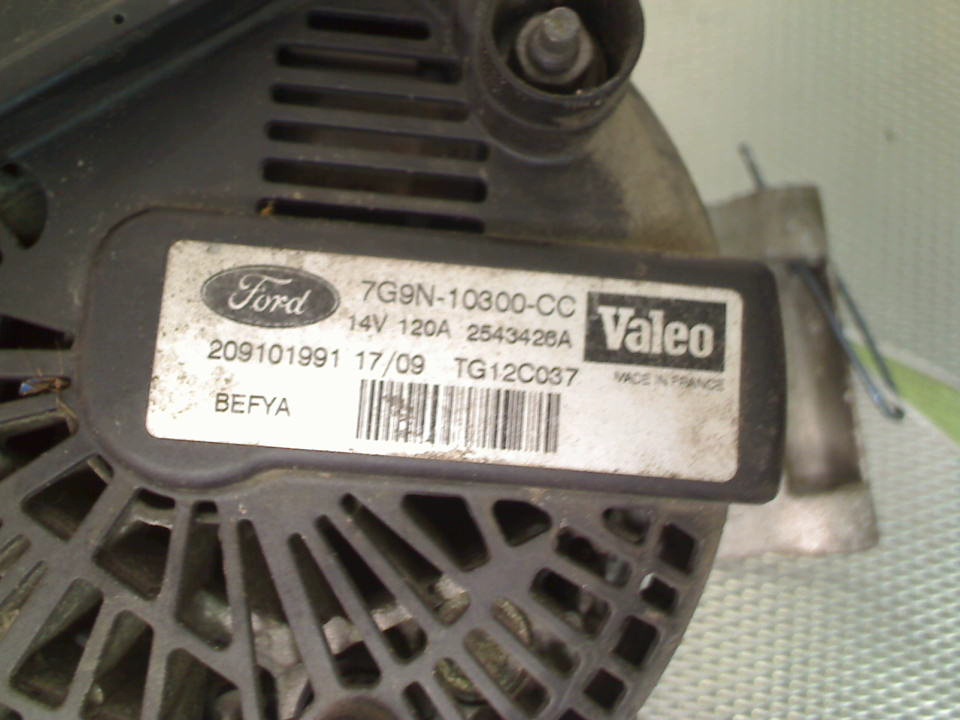 Ford 7G9N-10300-CC Valeo
14V 120A 2543426A
209101991 17/09 TG12C037 MADE IN FRANCE
BEFYA